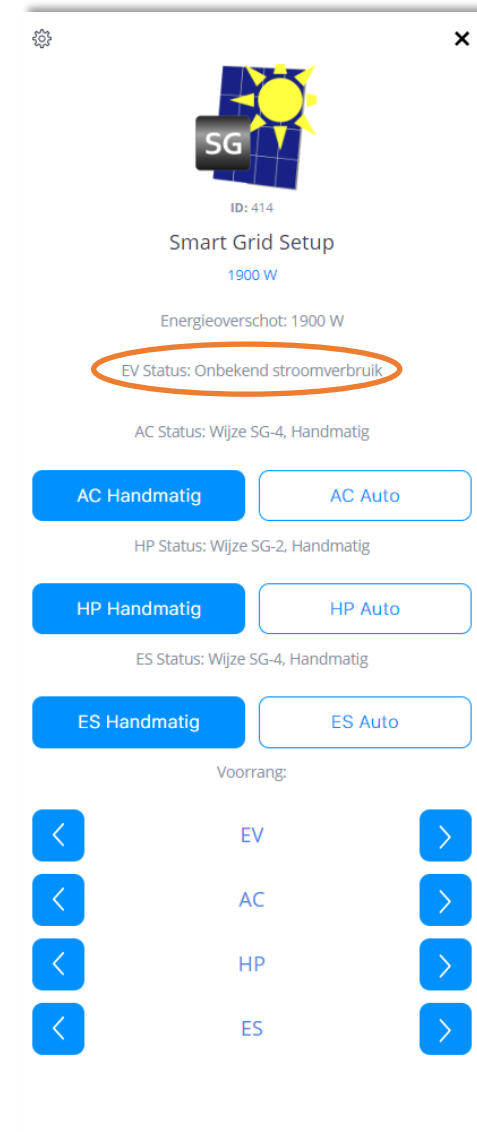 SG
ID: 414
Smart Grid Setup
1900 W
Energieoverschot: 1900 W
EV Status: Onbekend stroomverbruik
AC Status: Wijze SG-4, Handmatig
AC Handmatig AC Auto
HP Status: Wijze SG-2, Handmatig
HP Handmatig HP Auto
ES Status: Wijze SG-4, Handmatig
ES Handmatig ES Auto
Voorrang:
EV
AC
HP
ES